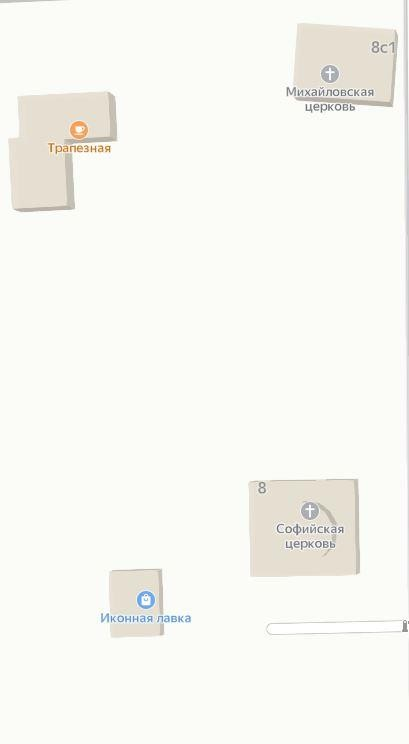 8с1
Михайловская
церковь
Трапезная
8
Софийская
церковь
Иконная лавка